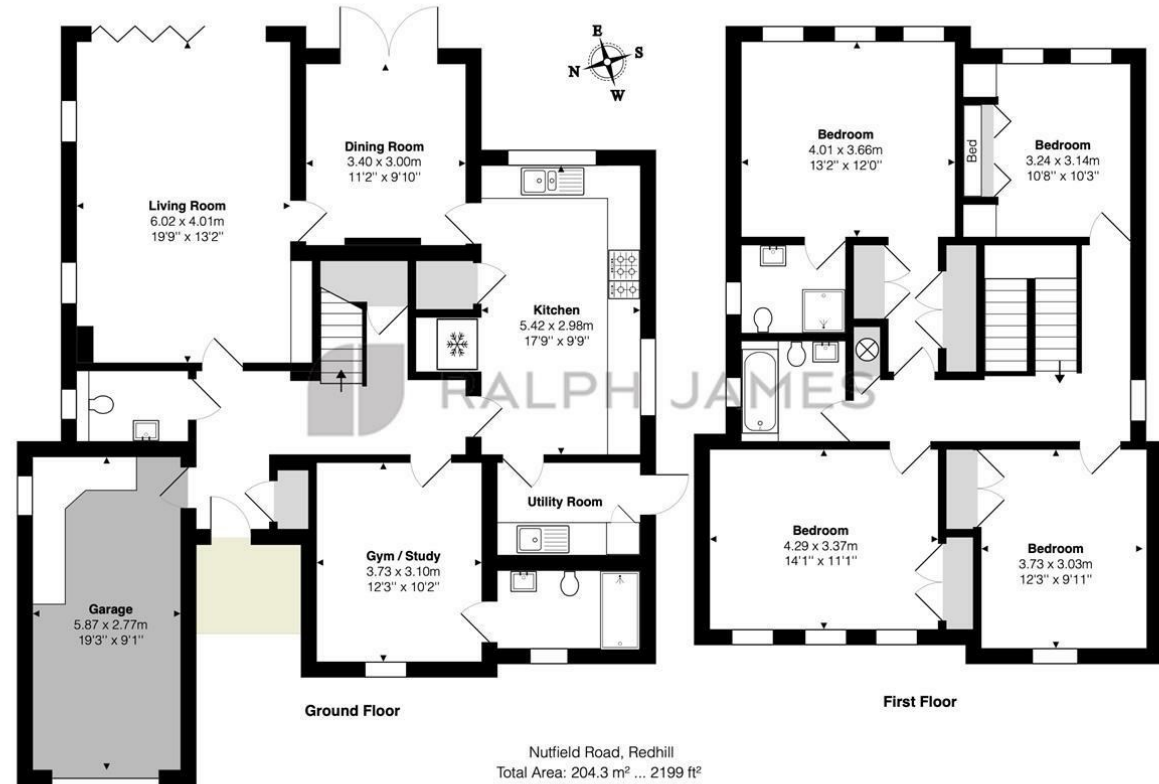 E
N
S
W
Living Room
6.02 x 4.01m
19'9" x 13'2"
Dining Room
3.40 x 3.00m
11'2" x 9'10"
Kitchen
5.42 x 2.98m
17'9" x 9'9"
Utility Room
Gym / Study
3.73 x 3.10m
12'3" x 10'2"
Garage
5.87 x 2.77m
19'3" x 9'1"
Ground Floor
Bedroom
4.01 x 3.66m
13'2" x 12'0"
Bed
Bedroom
3.24 x 3.14m
10'8" x 10'3"
Bedroom
4.29 x 3.37m
14'1" x 11'1"
Bedroom
3.73 x 3.03m
12'3" x 9'11"
First Floor
RALPH JAMES
Nutfield Road, Redhill
Total Area: 204.3 m² ... 2199 ft²